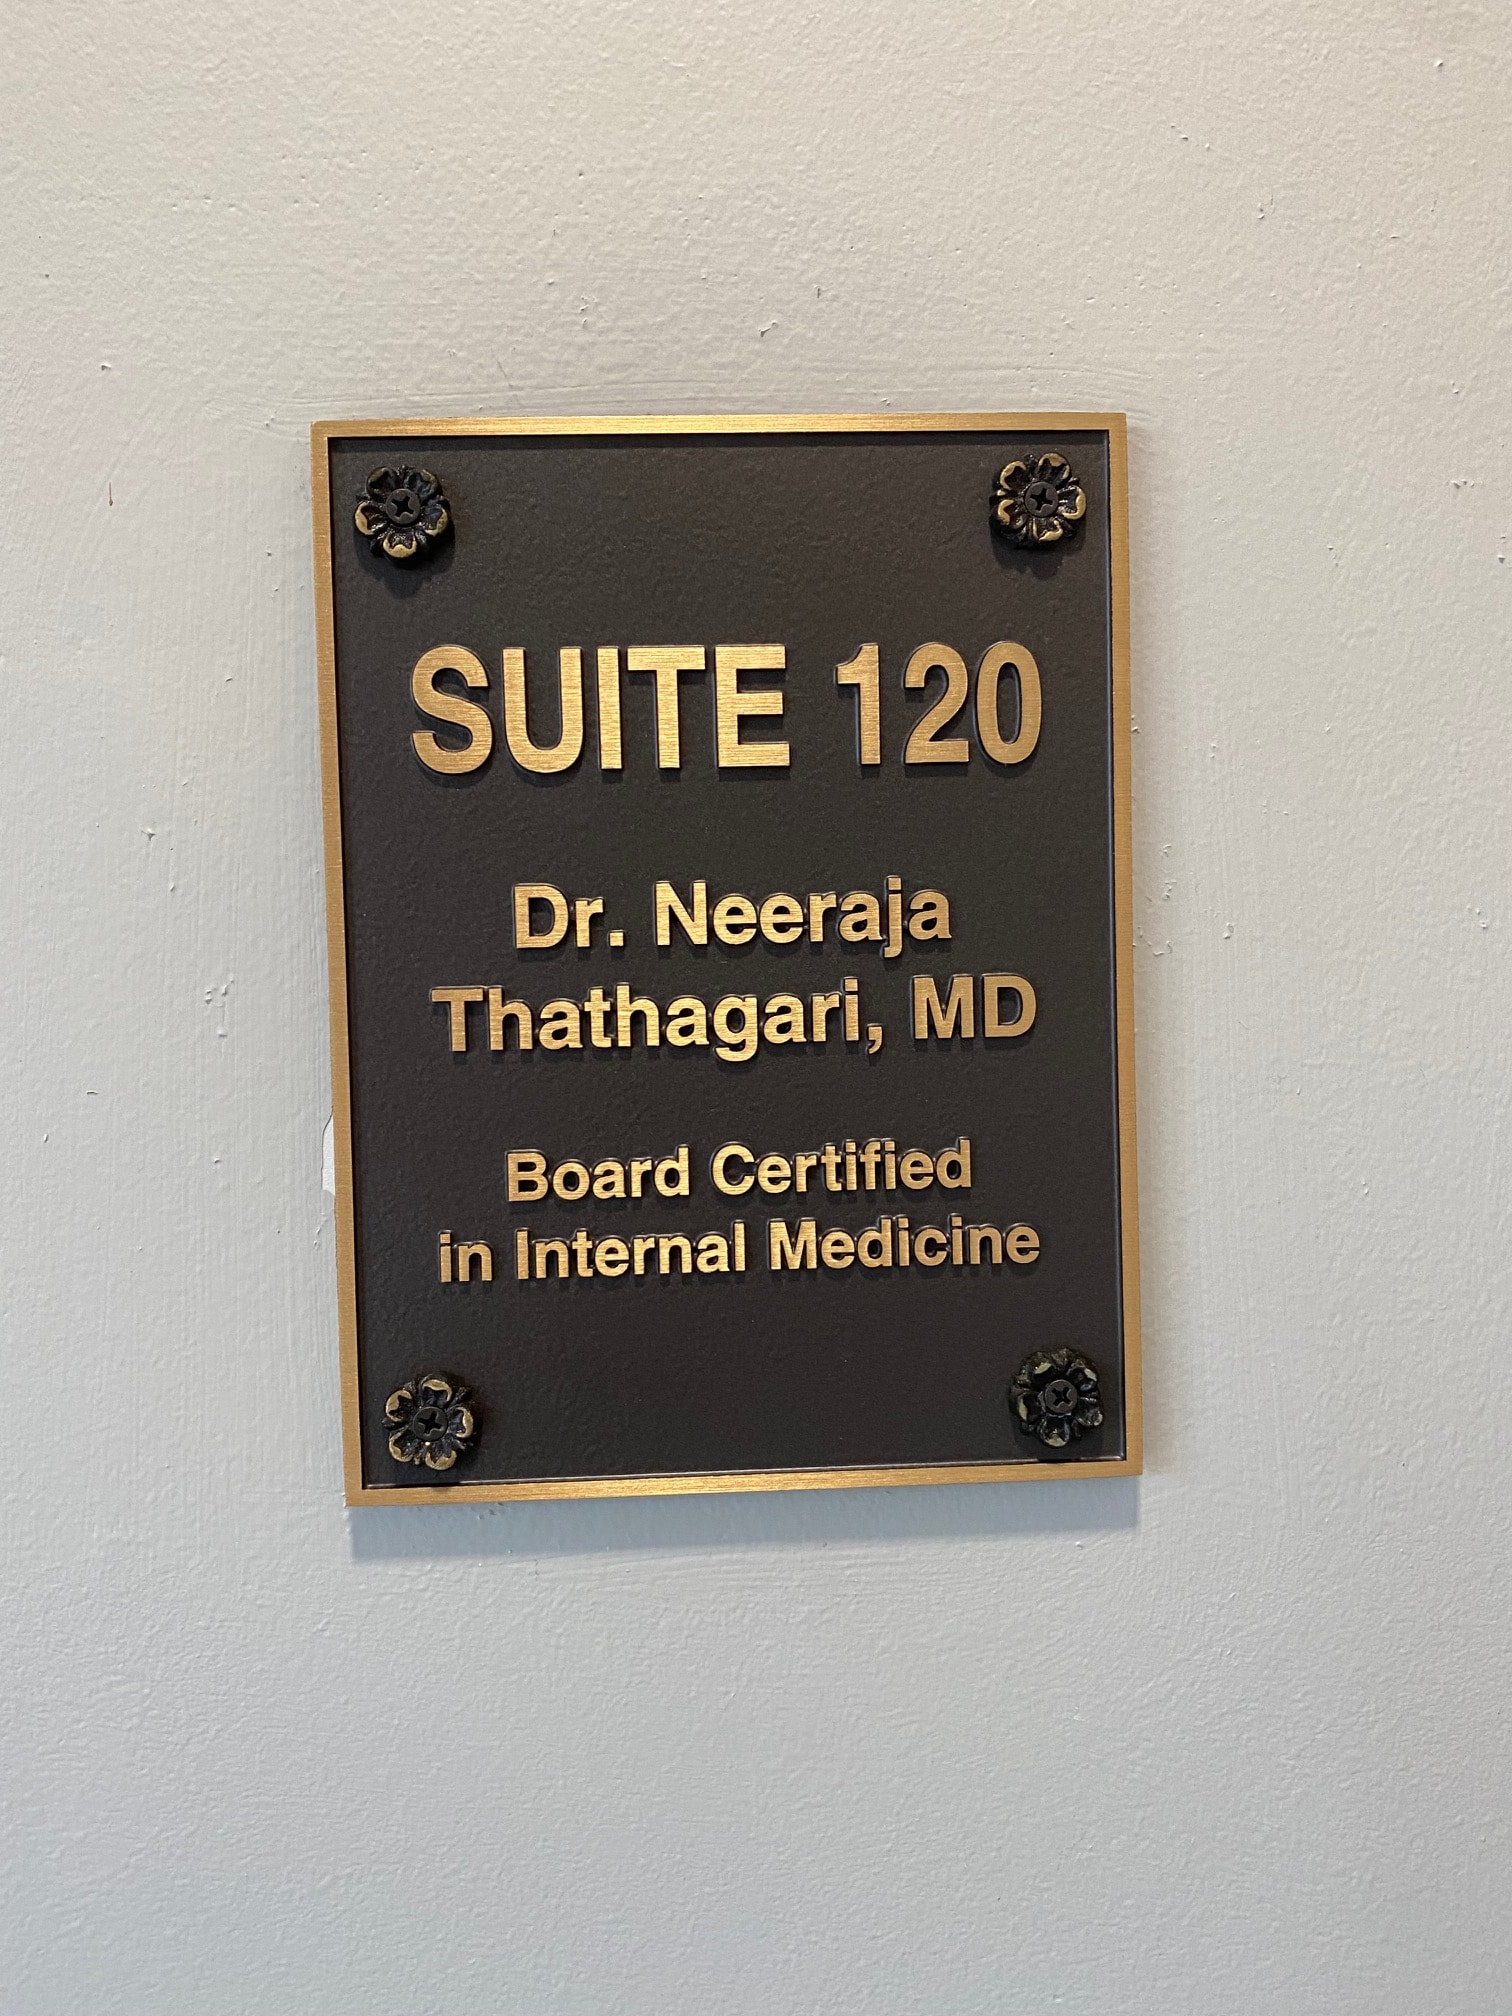 SUITE 120
Dr. Neeraja
Thathagari, MD
Board Certified
in Internal Medicine